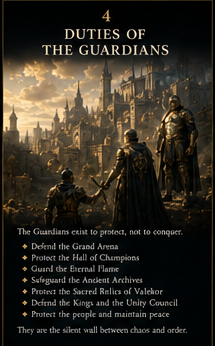 4
DUTIES OF
THE GUARDIANS
The Guardians exist to protect, not to conquer.
Defend the Grand Arena
Protect the Hall of Champions
Guard the Eternal Flame
Safeguard the Ancient Archives
Protect the Sacred Relics of Valekor
Defend the Kings and the Unity Council
Protect the people and maintain peace
They are the silent wall between chaos and order.